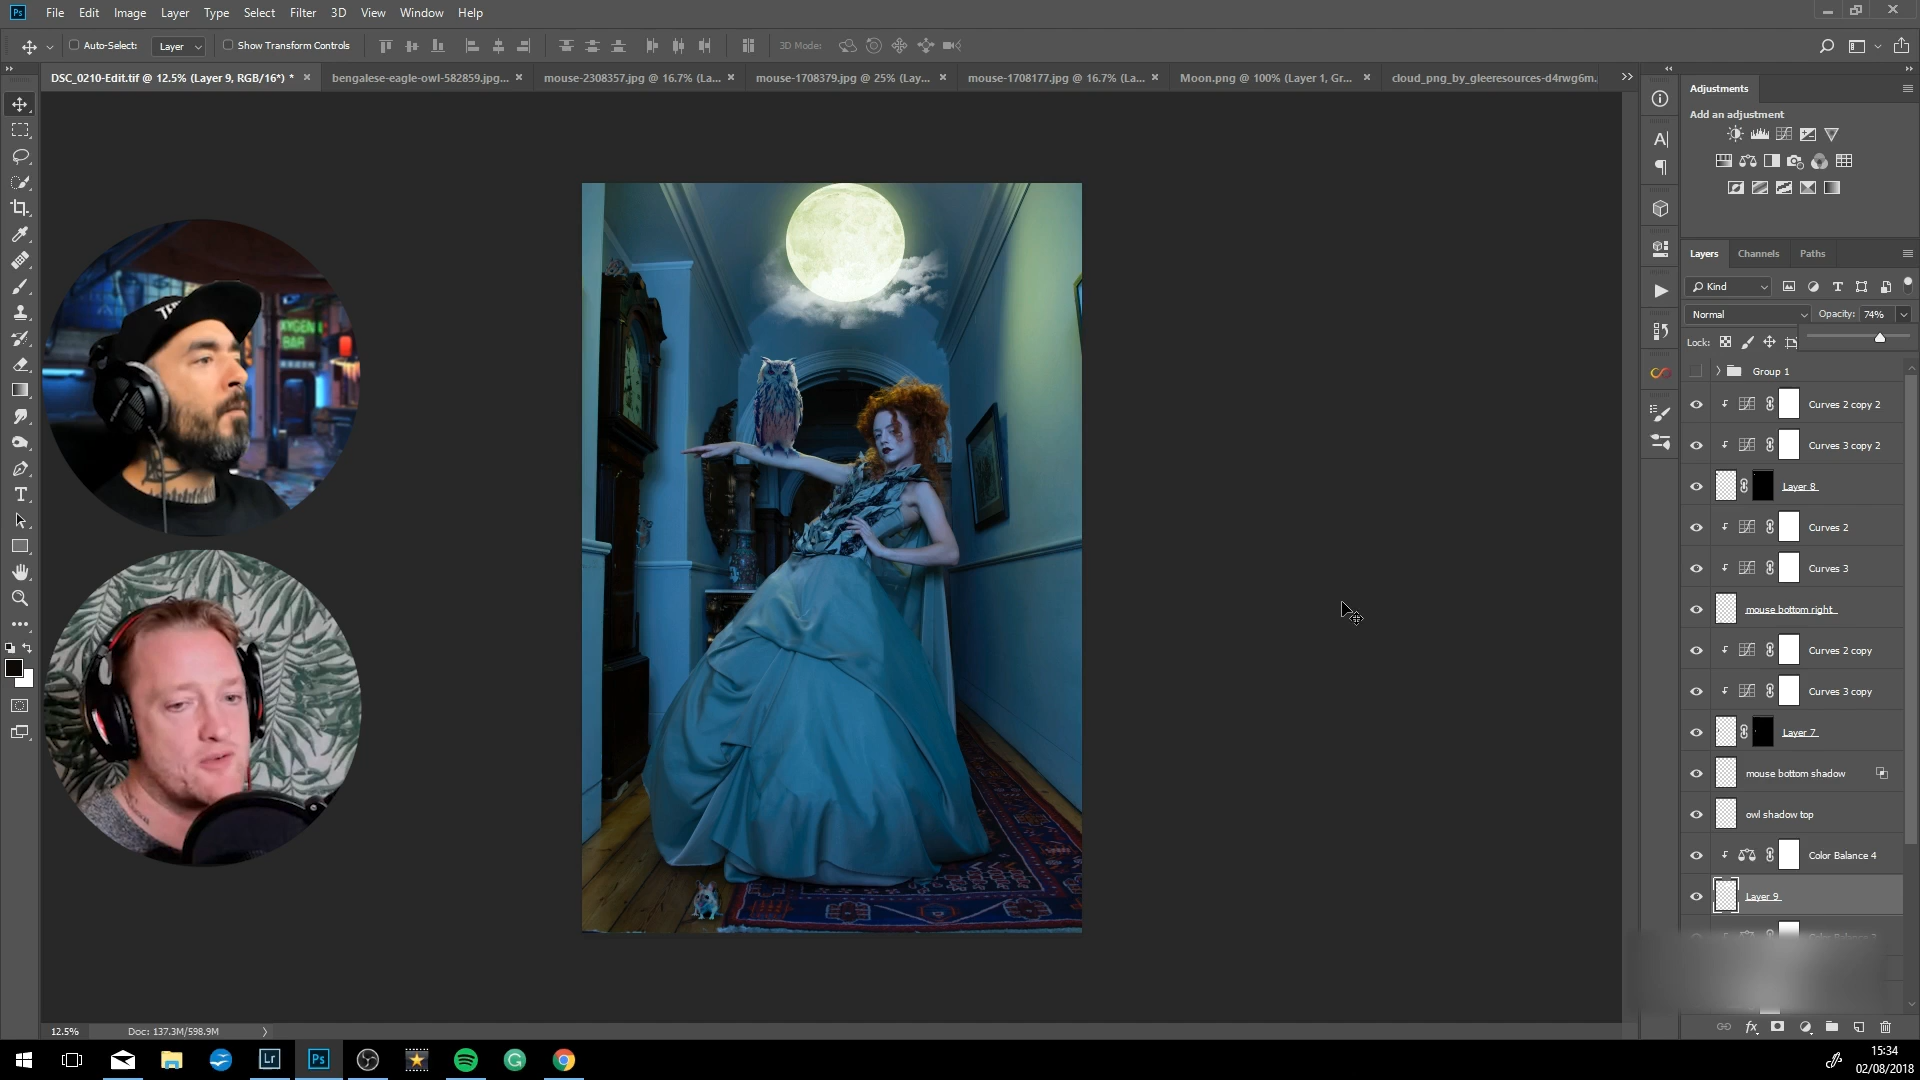 Ps File Edit Image Layer Type Select Filter 3D View Window Help
Auto-Select: Layer Show Transform Controls 3D Mode:
DSC_0210-Edit.tif @ 12.5% (Layer 9, RGB/16*) * bengalese-eagle-owl-582859.jpg... mouse-2308357.jpg @ 16.7% (La... mouse-1708379.jpg @ 25% (Lay... mouse-1708177.jpg @ 16.7% (La... Moon.png @ 100% (Layer 1, Gr... cloud_png_by_gleeresources-d4rwg6m.
Adjustments
Add an adjustment
Layers Channels Paths
Kind
Normal Opacity: 74%
Lock:
Group 1
Curves 2 copy 2
Curves 3 copy 2
Layer 8
Curves 2
Curves 3
mouse bottom right
Curves 2 copy
Curves 3 copy
Layer 7
mouse bottom shadow
owl shadow top
Color Balance 4
Layer 9
XYGEN
BAR
12.5% Doc: 137.3M/598.9M
Lr Ps
15:34
02/08/2018